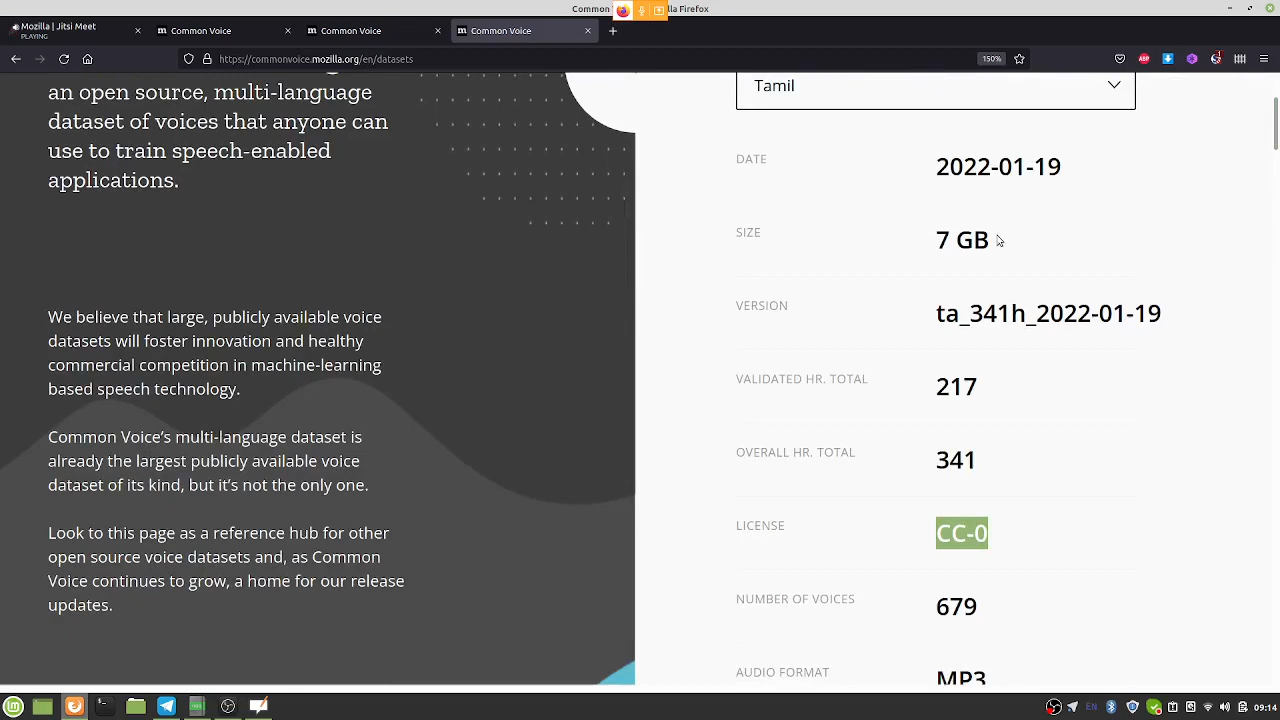 Common V
lla Firefox
Mozilla | Jitsi Meet
PLAYING
Common Voice
Common Voice
Common Voice
https://commonvoice.mozilla.org/en/datasets
150%
an open source, multi-language
dataset of voices that anyone can
use to train speech-enabled
applications.
We believe that large, publicly available voice
datasets will foster innovation and healthy
commercial competition in machine-learning
based speech technology.
Common Voice’s multi-language dataset is
already the largest publicly available voice
dataset of its kind, but it’s not the only one.
Look to this page as a reference hub for other
open source voice datasets and, as Common
Voice continues to grow, a home for our release
updates.
Tamil
DATE 2022-01-19
SIZE 7 GB
VERSION ta_341h_2022-01-19
VALIDATED HR. TOTAL 217
OVERALL HR. TOTAL 341
LICENSE CC-0
NUMBER OF VOICES 679
AUDIO FORMAT MP3
EN
09:14